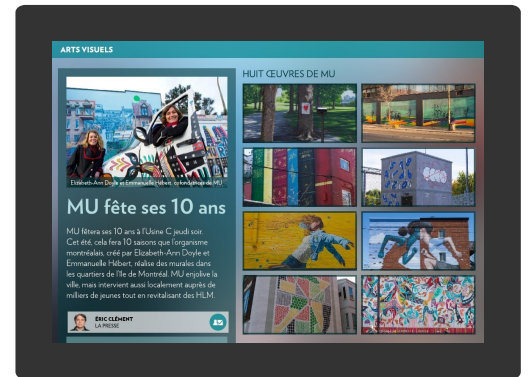 ARTS VISUELS
Elizabeth-Ann Doyle et Emmanuelle Hébert, cofondatrices de MU.
MU fête ses 10 ans
MU fêtera ses 10 ans à l'Usine C jeudi soir.
Cet été, cela fera 10 saisons que l'organisme
montréalais, créé par Elizabeth-Ann Doyle et
Emmanuelle Hébert, réalise des murales dans
les quartiers de l'île de Montréal. MU enjolive la
ville, mais intervient aussi localement auprès de
milliers de jeunes tout en revitalisant des HLM.
ÉRIC CLÉMENT
LA PRESSE
HUIT ŒUVRES DE MU